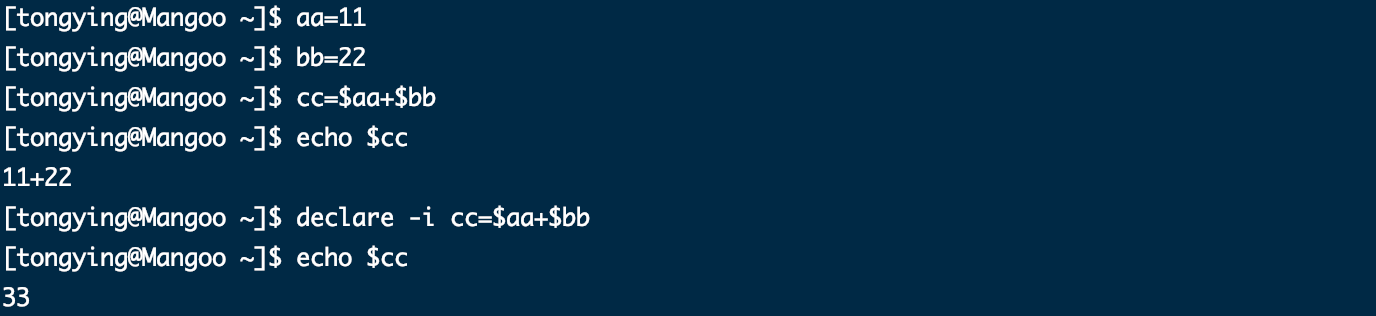 [tongying@Mangoo ~]$ aa=11
[tongying@Mangoo ~]$ bb=22
[tongying@Mangoo ~]$ cc=$aa+$bb
[tongying@Mangoo ~]$ echo $cc
11+22
[tongying@Mangoo ~]$ declare -i cc=$aa+$bb
[tongying@Mangoo ~]$ echo $cc
33